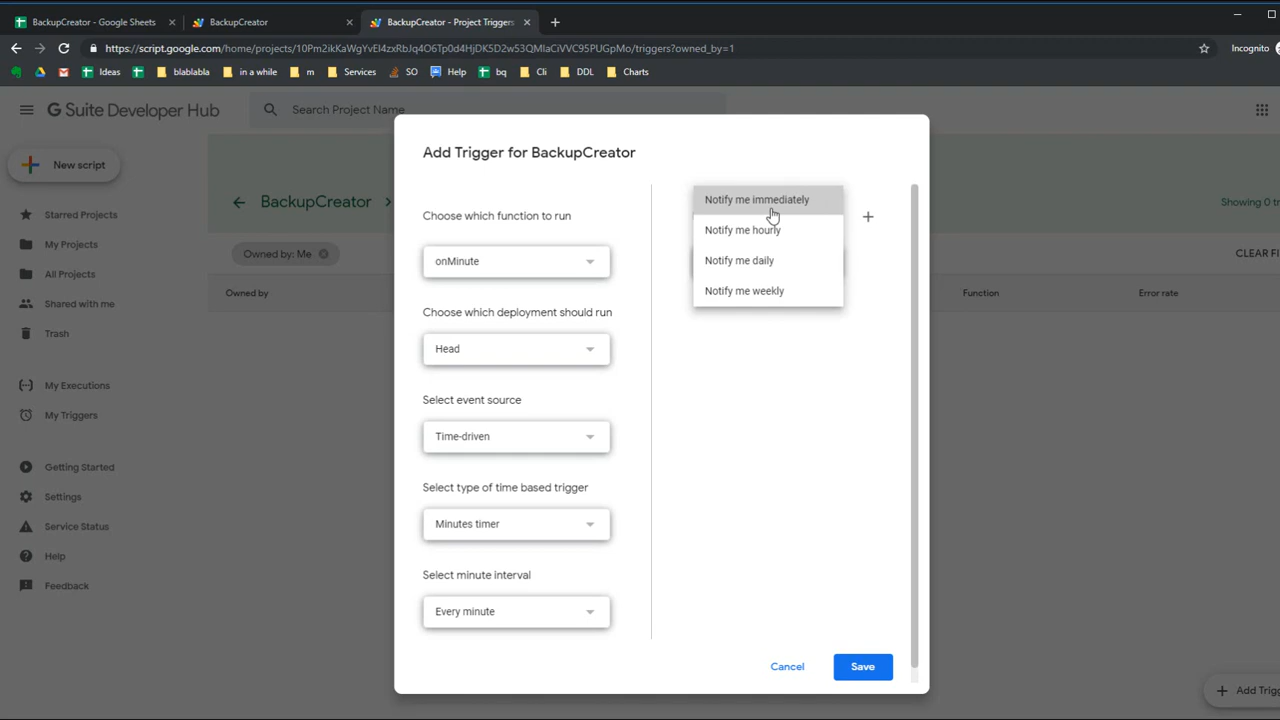 BackupCreator - Google Sheets
BackupCreator
BackupCreator - Project Triggers
https://script.google.com/home/projects/10Pm2ikKaWgYvEI4zxRbJq4O6Tp0d4HjDK5D2w53QMIaCiVVC95PUGpMo/triggers?owned_by=1
Incognito
Ideas
blablabla
in a while
m
Services
SO
Help
bq
Cli
DDL
Charts
G Suite Developer Hub
Search Project Name
New script
Starred Projects
My Projects
All Projects
Shared with me
Trash
My Executions
My Triggers
Getting Started
Settings
Service Status
Help
Feedback
BackupCreator
Showing 0 tr
Owned by: Me
CLEAR FI
Owned by
Function
Error rate
Add Trigger for BackupCreator
Choose which function to run
onMinute
Choose which deployment should run
Head
Select event source
Time-driven
Select type of time based trigger
Minutes timer
Select minute interval
Every minute
Notify me immediately
Notify me hourly
Notify me daily
Notify me weekly
Cancel
Save
Add Trigg